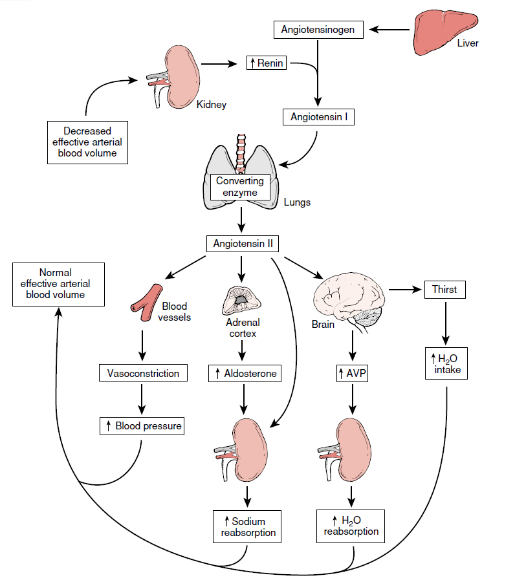 Angiotensinogen
Liver
↑ Renin
Kidney
Angiotensin I
Decreased
effective arterial
blood volume
Converting
enzyme
Lungs
Angiotensin II
Normal
effective arterial
blood volume
Blood
vessels
Adrenal
cortex
Brain
Thirst
Vasoconstriction
↑ Aldosterone
↑ AVP
↑ H₂O
intake
↑ Blood pressure
↑ Sodium
reabsorption
↑ H₂O
reabsorption